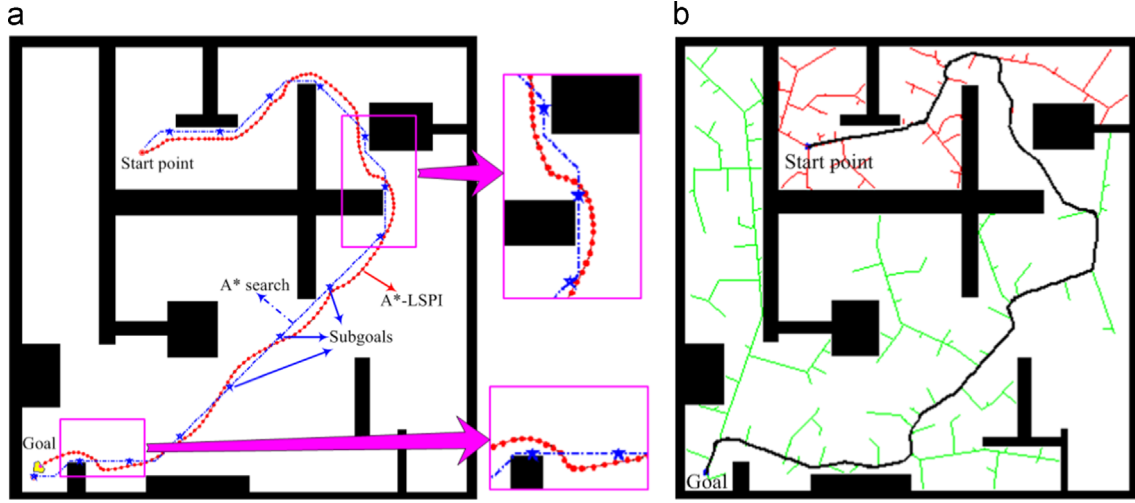 a
Start point
A* search
A*-LSPI
Subgoals
Goal
b
Start point
Goal